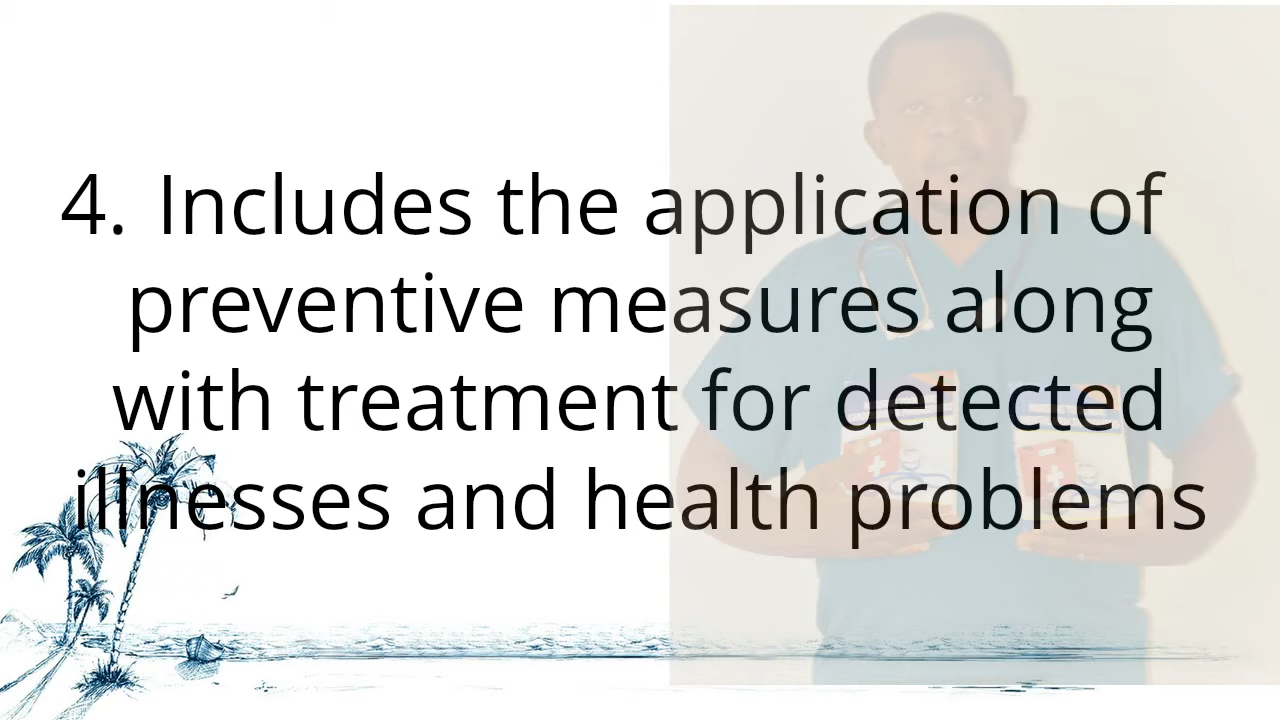 4. Includes the application of
preventive measures along
with treatment for detected
illnesses and health problems